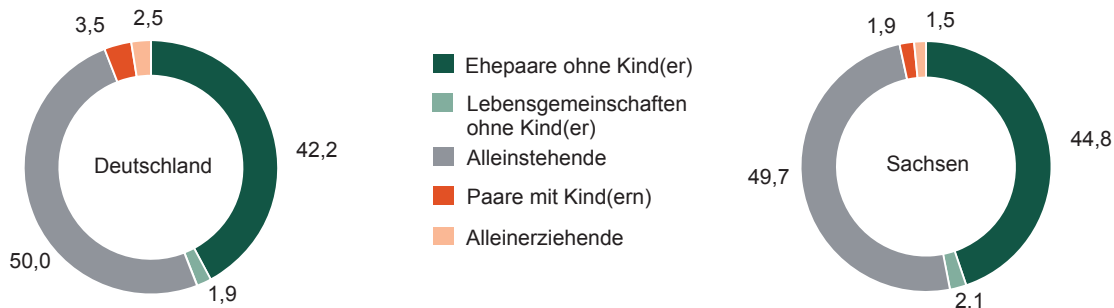 3,5
2,5
Deutschland
42,2
50,0
1,9
Ehepaare ohne Kind(er)
Lebensgemeinschaften
ohne Kind(er)
Alleinstehende
Paare mit Kind(ern)
Alleinerziehende
1,9
1,5
Sachsen
44,8
49,7
2,1